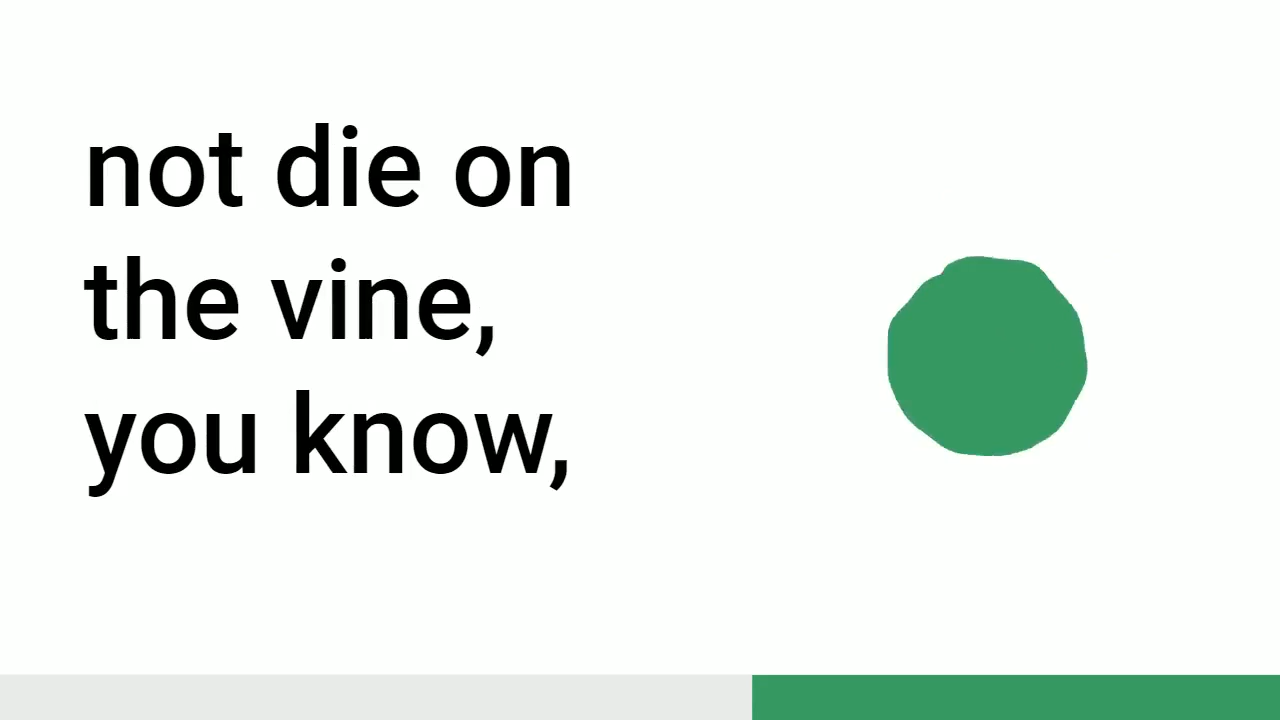 not die on
the vine,
you know,